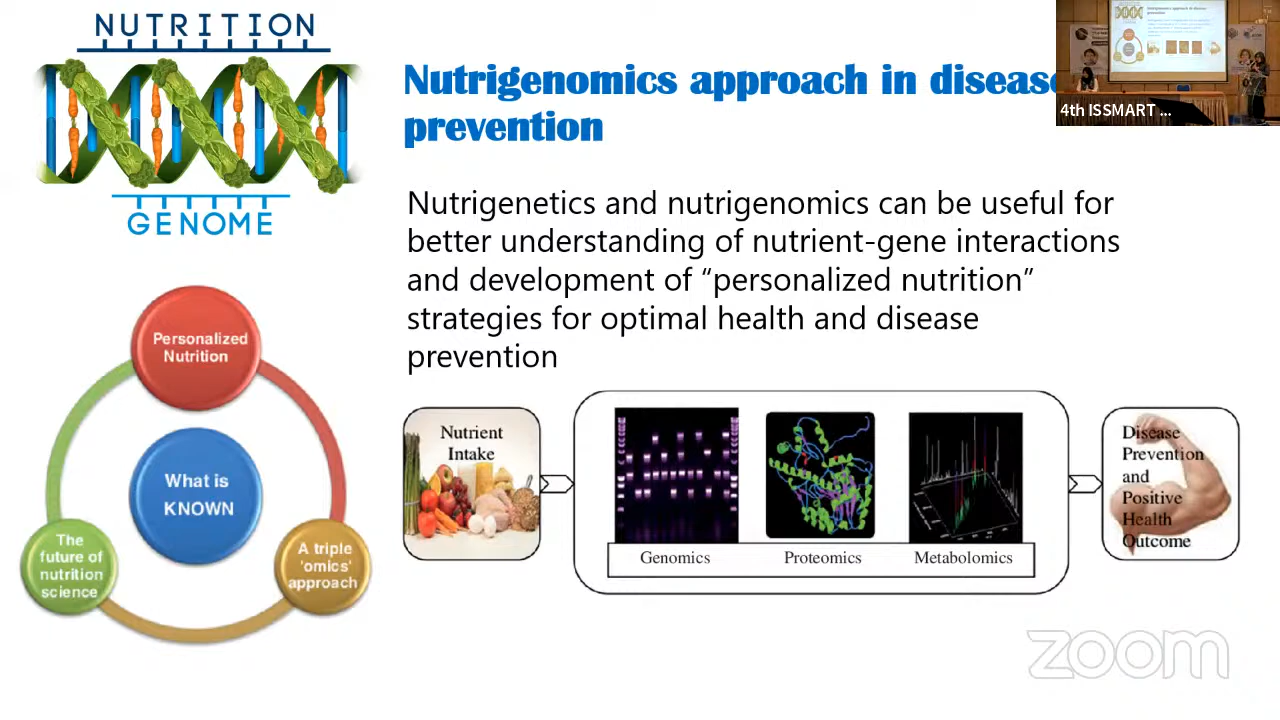 NUTRITION
GENOME
Nutrigenomics approach in disease
prevention
4th ISSMART ...
Nutrigenetics and nutrigenomics can be useful for
better understanding of nutrient-gene interactions
and development of “personalized nutrition”
strategies for optimal health and disease
prevention
Personalized
Nutrition
What is
KNOWN
The
future of
nutrition
science
A triple
'omics'
approach
Nutrient
Intake
Genomics
Proteomics
Metabolomics
Disease
Prevention
and
Positive
Health
Outcome
zoom